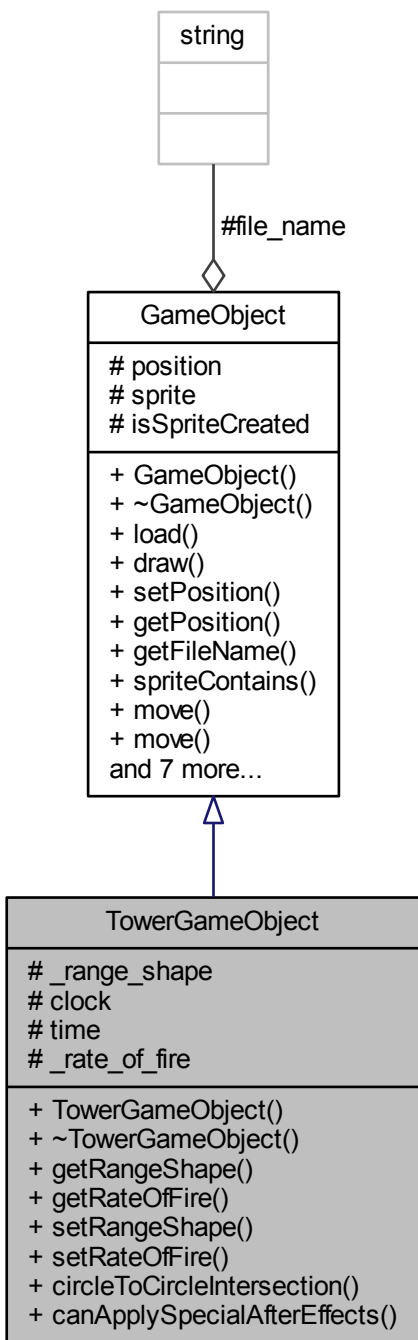 string
#file_name
GameObject
# position
# sprite
# isSpriteCreated
+ GameObject()
+ ~GameObject()
+ load()
+ draw()
+ setPosition()
+ getPosition()
+ getFileName()
+ spriteContains()
+ move()
+ move()
and 7 more...
TowerGameObject
# _range_shape
# clock
# time
# _rate_of_fire
+ TowerGameObject()
+ ~TowerGameObject()
+ getRangeShape()
+ getRateOfFire()
+ setRangeShape()
+ setRateOfFire()
+ circleToCircleIntersection()
+ canApplySpecialAfterEffects()